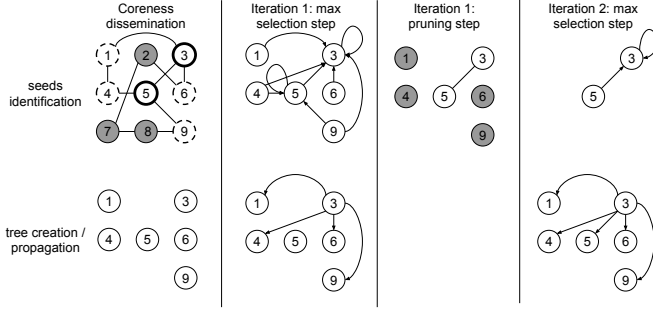 Coreness
dissemination
Iteration 1: max
selection step
Iteration 1:
pruning step
Iteration 2: max
selection step
seeds
identification
1 2 3
4 5 6
7 8 9
1 3
4 5 6
9
1 3
4 5 6
9
3
5
tree creation /
propagation
1 3
4 5 6
9
1 3
4 5 6
9
1 3
4 5 6
9